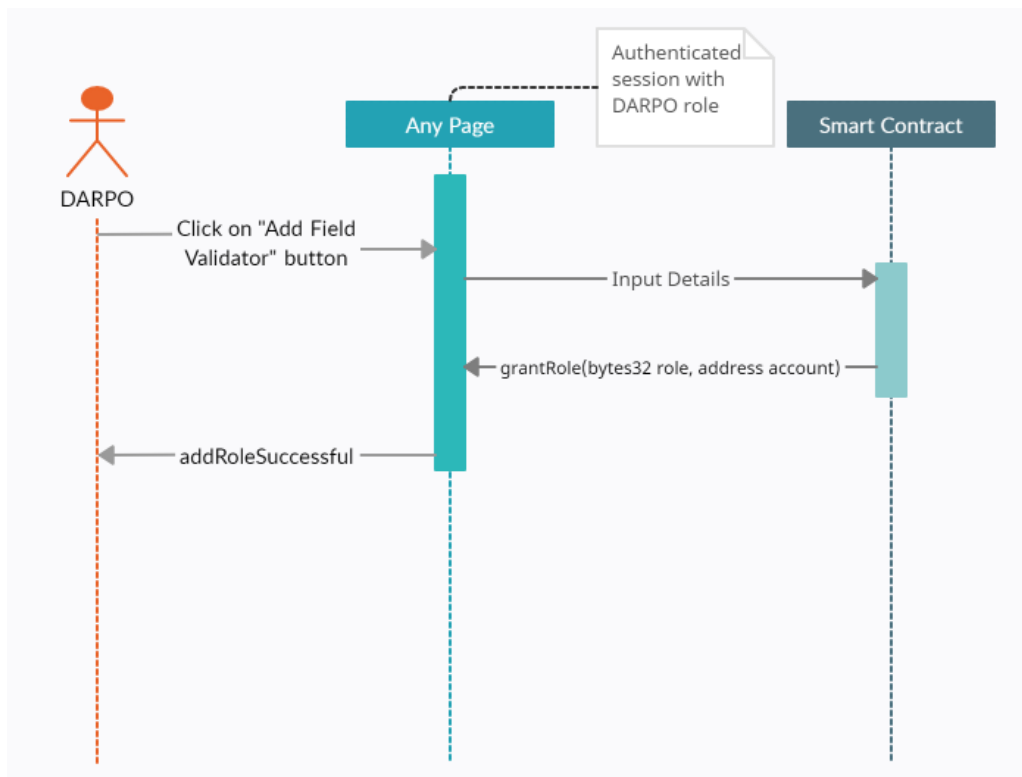 Authenticated
session with
DARPO role
Any Page
Smart Contract
DARPO
Click on "Add Field
Validator" button
Input Details
grantRole(bytes32 role, address account)
addRoleSuccessful